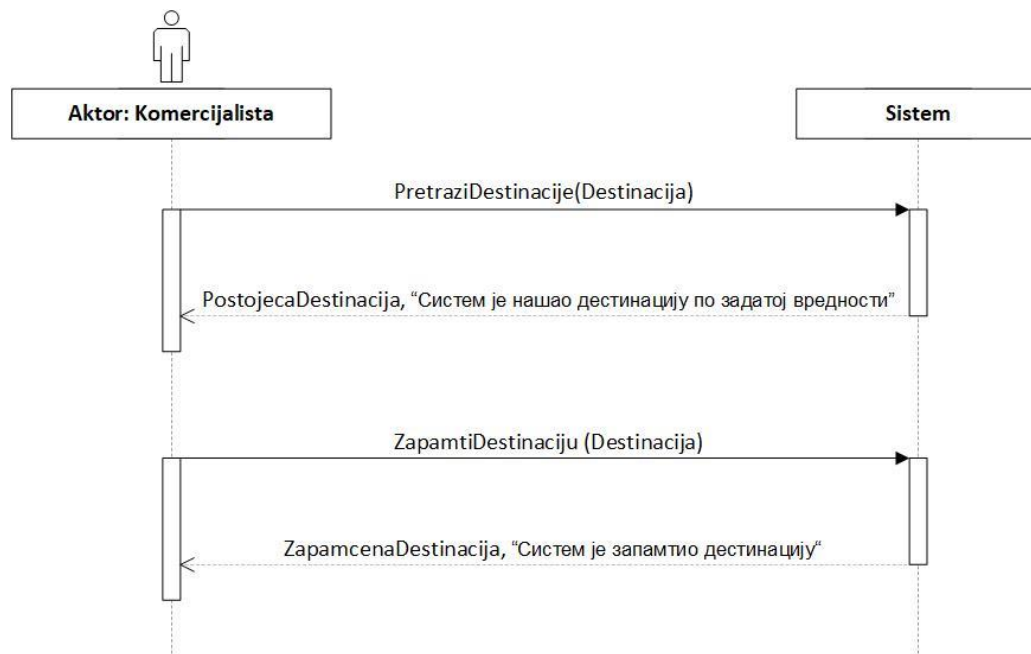 Aktor: Komercijalista
Sistem
PretraziDestinacije(Destinacija)
PostojecaDestinacija, “Систем је нашао дестинацију по задатој вредности”
ZapamtiDestinaciju (Destinacija)
ZapamcenaDestinacija, “Систем је запамтио дестинацију“